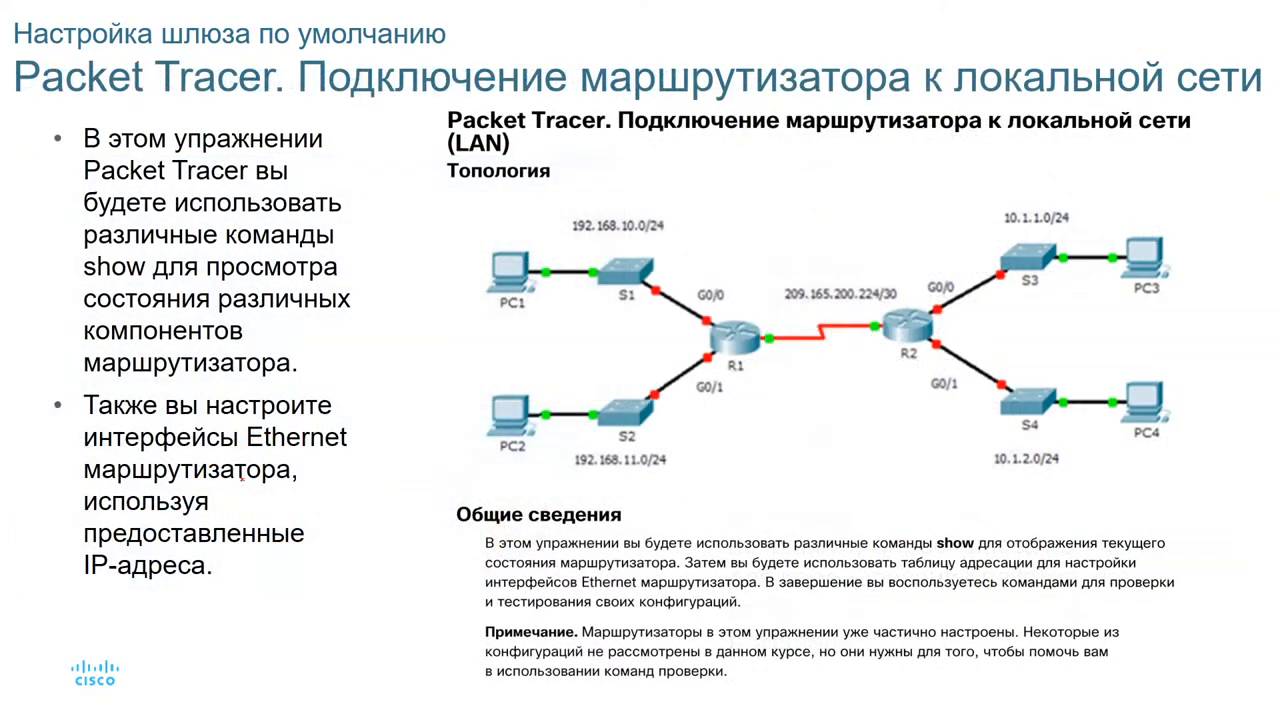 Настройка шлюза по умолчанию
Packet Tracer. Подключение маршрутизатора к локальной сети
• В этом упражнении
Packet Tracer вы
будете использовать
различные команды
show для просмотра
состояния различных
компонентов
маршрутизатора.
• Также вы настроите
интерфейсы Ethernet
маршрутизатора,
используя
предоставленные
IP-адреса.
Packet Tracer. Подключение маршрутизатора к локальной сети
(LAN)
Топология
192.168.10.0/24
10.1.1.0/24
PC1
S1
G0/0
209.165.200.224/30
G0/0
S3
PC3
R1
R2
G0/1
G0/1
PC2
S2
S4
PC4
192.168.11.0/24
10.1.2.0/24
Общие сведения
В этом упражнении вы будете использовать различные команды show для отображения текущего
состояния маршрутизатора. Затем вы будете использовать таблицу адресации для настройки
интерфейсов Ethernet маршрутизатора. В завершение вы воспользуетесь командами для проверки
и тестирования своих конфигураций.
Примечание. Маршрутизаторы в этом упражнении уже частично настроены. Некоторые из
конфигураций не рассмотрены в данном курсе, но они нужны для того, чтобы помочь вам
в использовании команд проверки.
CISCO